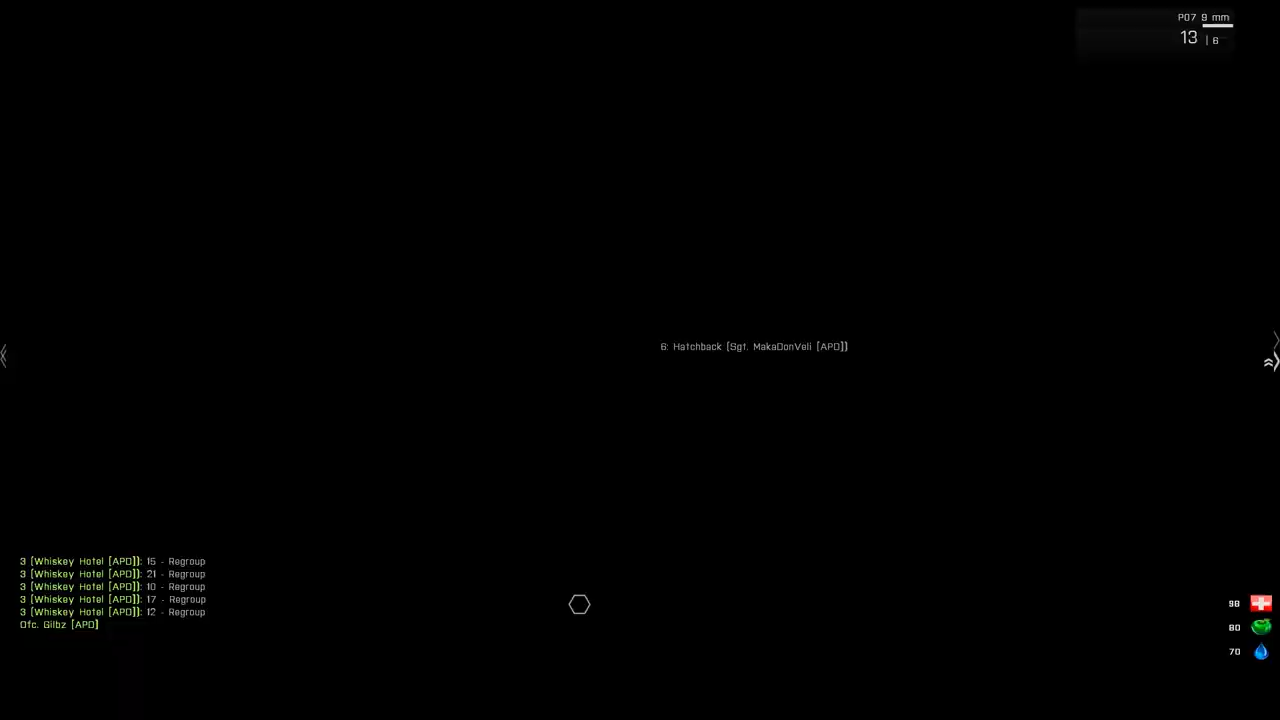 P07 9 mm
13 | 6
6: Hatchback (Sgt. MakaDonVeli [APD])
3 (Whiskey Hotel [APD]): 15 - Regroup
3 (Whiskey Hotel [APD]): 21 - Regroup
3 (Whiskey Hotel [APD]): 10 - Regroup
3 (Whiskey Hotel [APD]): 17 - Regroup
3 (Whiskey Hotel [APD]): 12 - Regroup
Ofc. Gilbz [APD]
98
80
70